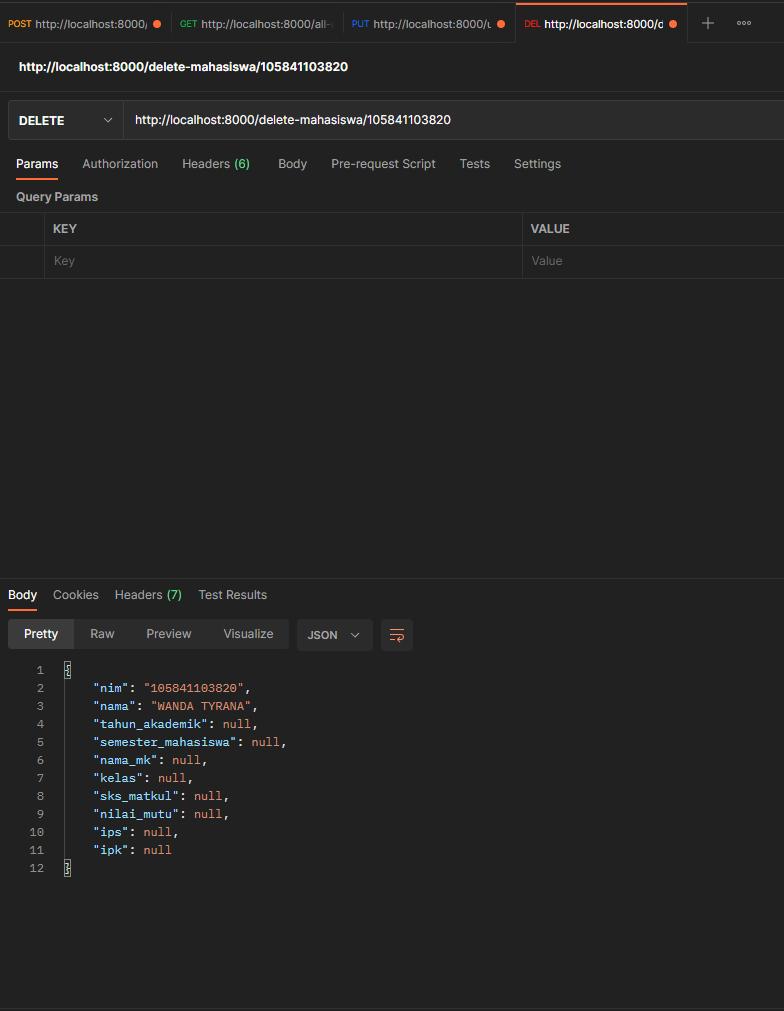 POST http://localhost:8000/ GET http://localhost:8000/all- PUT http://localhost:8000/u DEL http://localhost:8000/d
http://localhost:8000/delete-mahasiswa/105841103820
DELETE http://localhost:8000/delete-mahasiswa/105841103820
Params Authorization Headers (6) Body Pre-request Script Tests Settings
Query Params
KEY VALUE
Key Value
Body Cookies Headers (7) Test Results
Pretty Raw Preview Visualize JSON
1 {
2 "nim": "105841103820",
3 "nama": "WANDA TYRANA",
4 "tahun_akademik": null,
5 "semester_mahasiswa": null,
6 "nama_mk": null,
7 "kelas": null,
8 "sks_matkul": null,
9 "nilai_mutu": null,
10 "ips": null,
11 "ipk": null
12 }